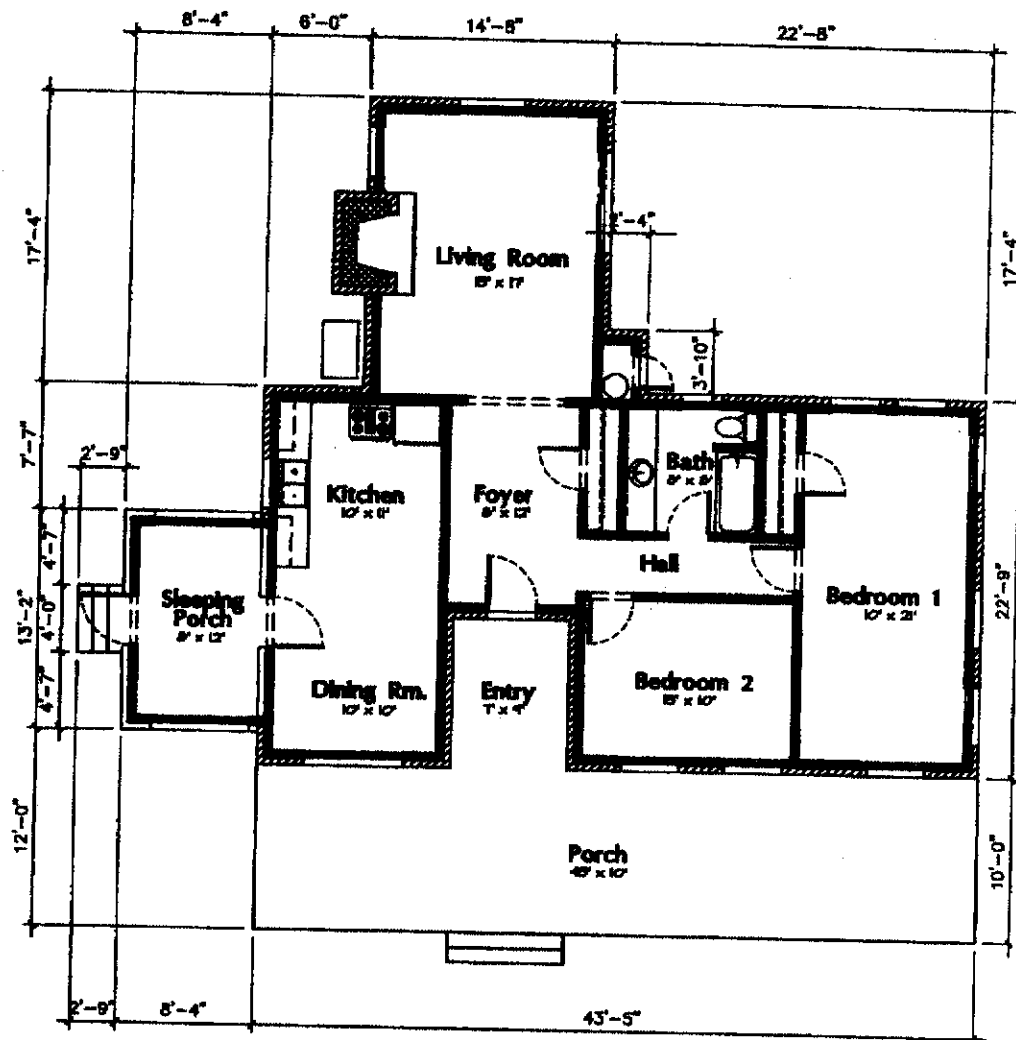 8'-4" 6'-0" 14'-8" 22'-8"
17'-4"
17'-4"
2'-4"
3'-10"
Living Room
15' x 17'
7'-7"
2'-9"
Kitchen
10' x 11'
Foyer
8' x 12'
Bath
8' x 8'
Hall
4'-7"
13'-2"
4'-0"
4'-7"
Sleeping
Porch
8' x 12'
Bedroom 1
10' x 21'
22'-9"
Dining Rm.
10' x 10'
Entry
Bedroom 2
12'-0"
Porch
10'-0"
2'-9" 8'-4" 43'-5"